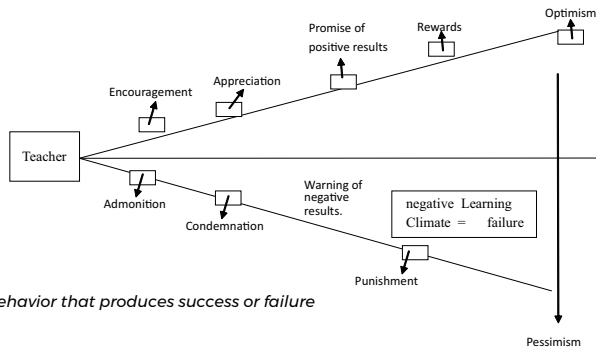 Optimism
Rewards
Promise of
positive results
Appreciation
Encouragement
Teacher
Admonition
Condemnation
Warning of
negative
results.
negative Learning
Climate = failure
Punishment
ehavior that produces success or failure
Pessimism